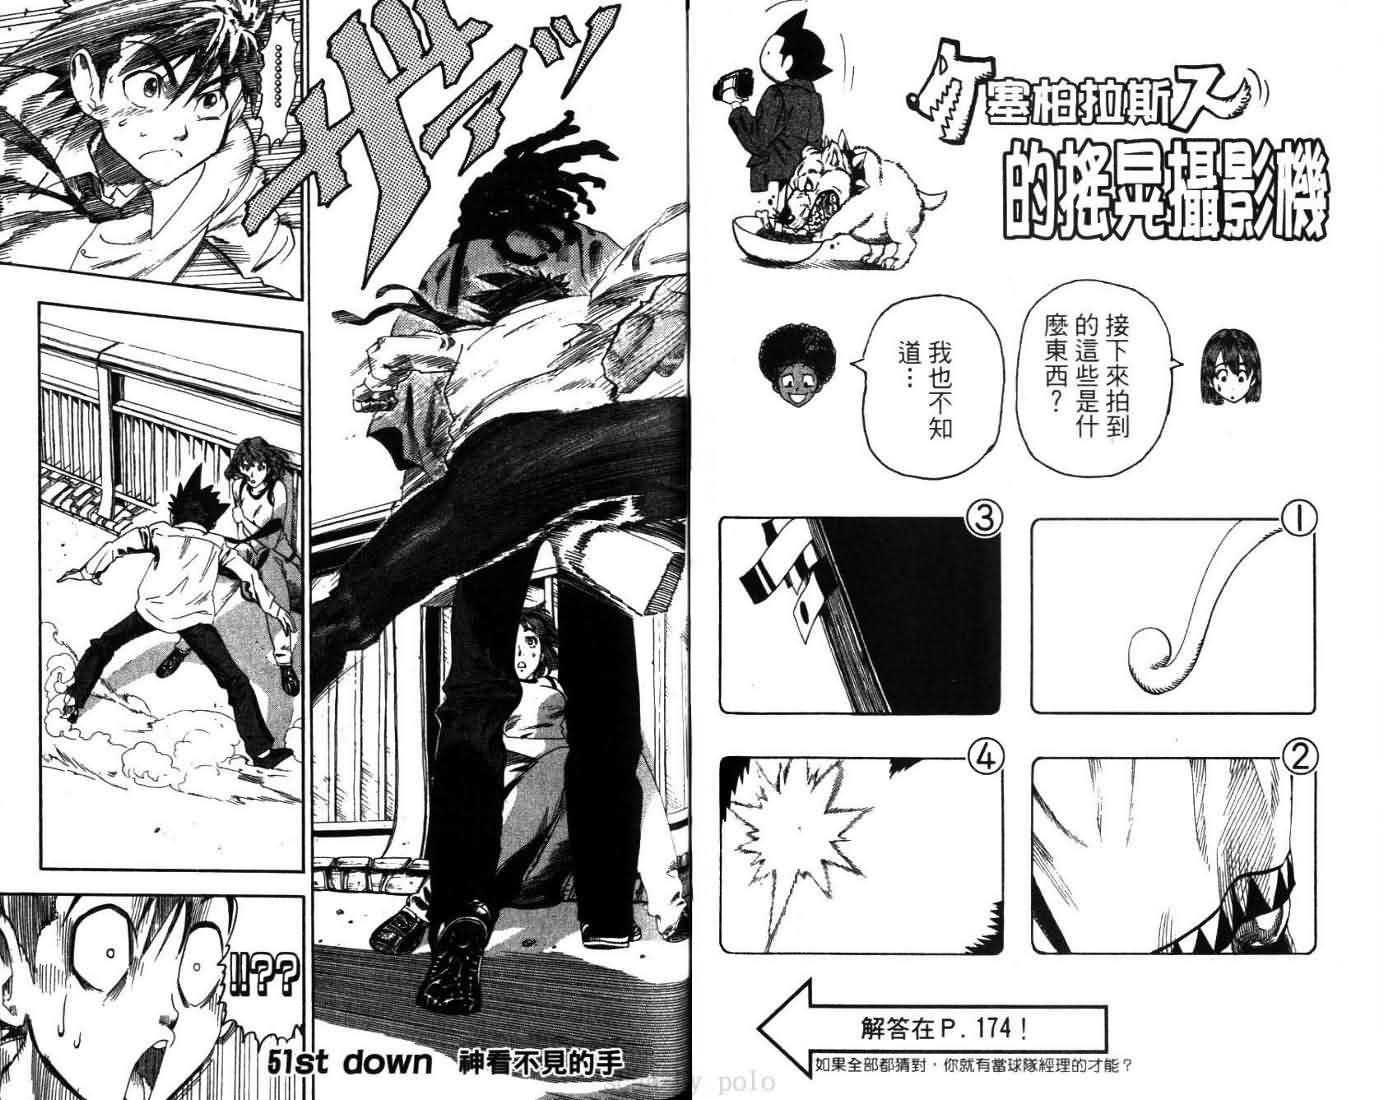 ケ塞柏拉斯ス
的搖晃攝影機
接下來拍到
的這些是什
麼東西？
我也不知
道…
①
②
③
④
解答在P.174！
如果全部都猜對，你就有當球隊經理的才能？
ザザッ
…………
!!??
51st down 神看不見的手
polo